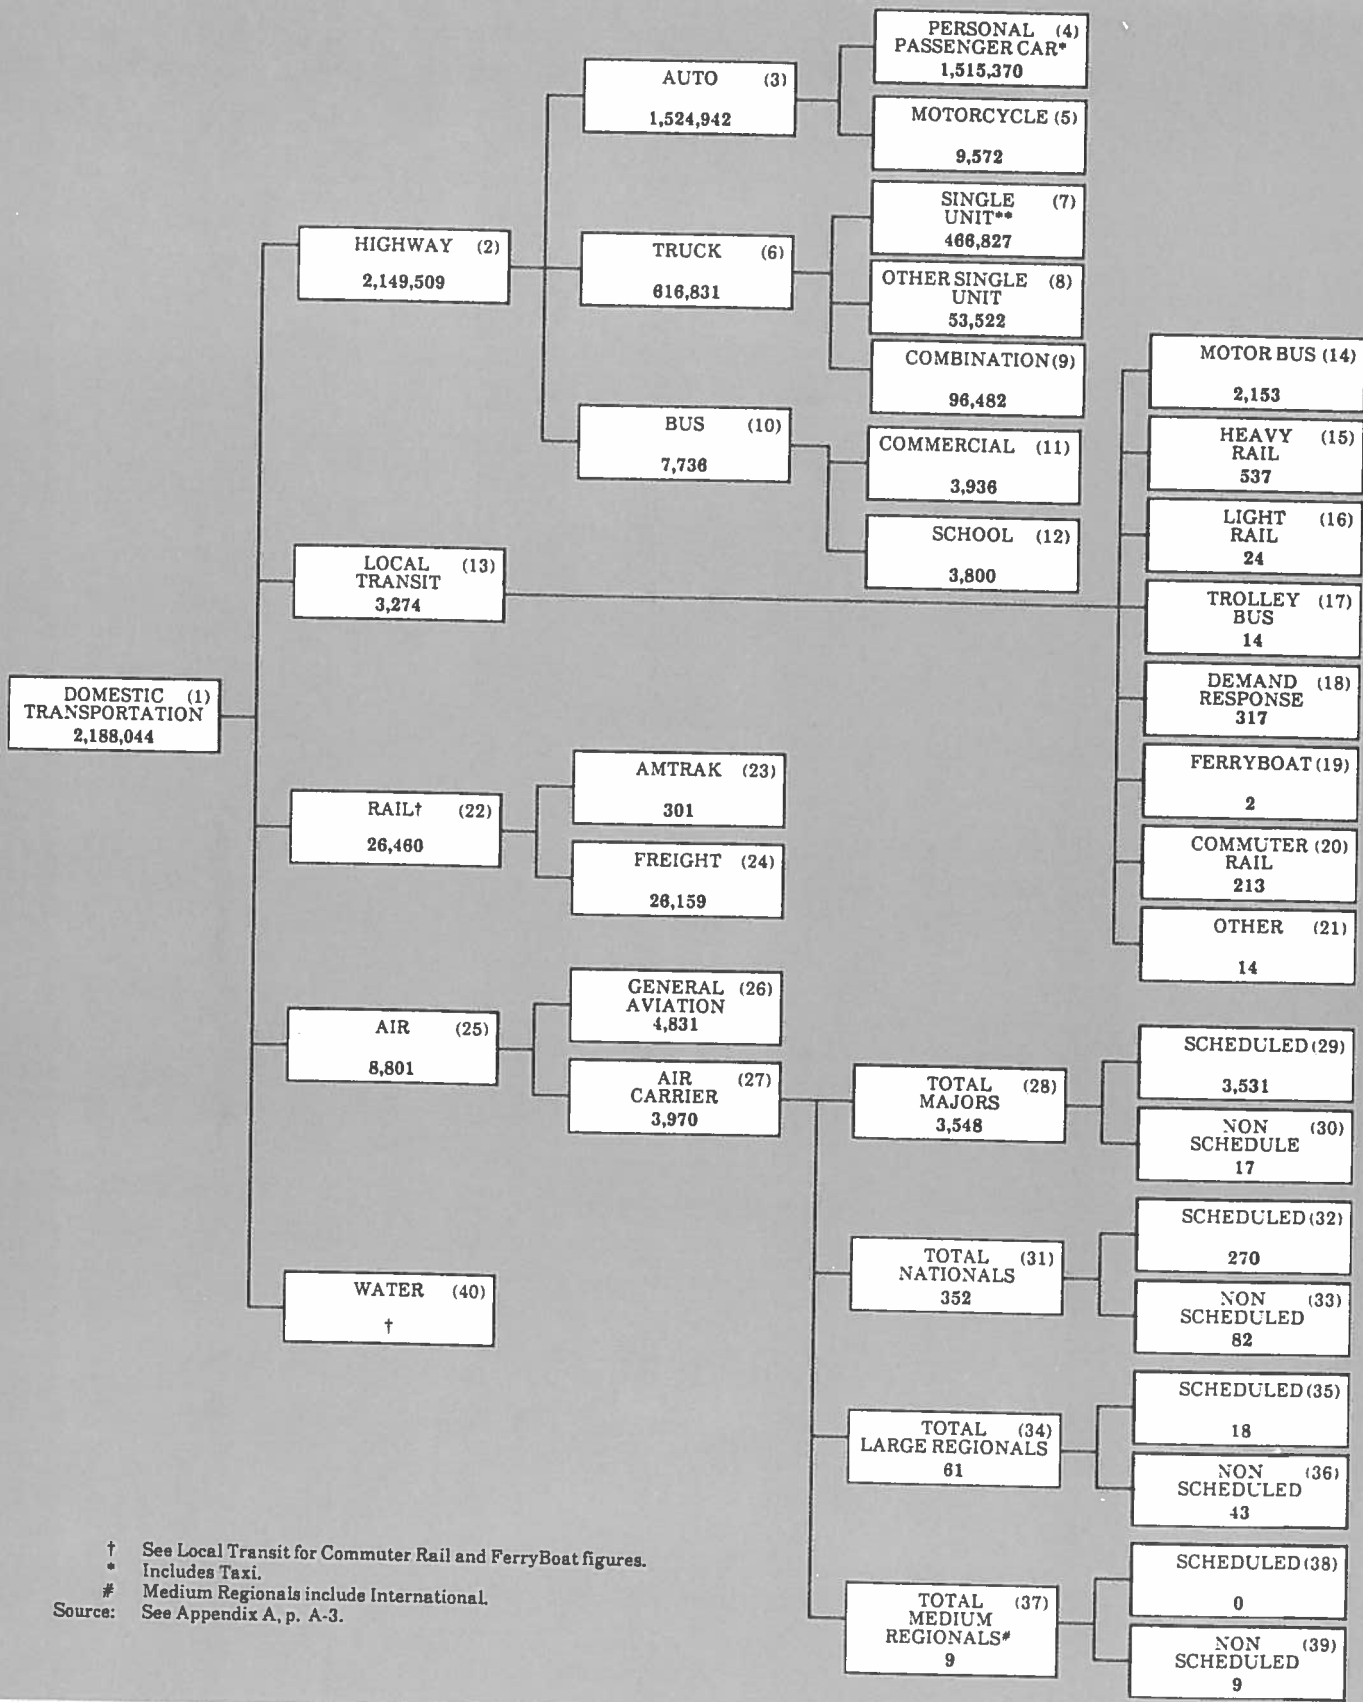 DOMESTIC (1)
TRANSPORTATION
2,188,044
HIGHWAY (2)
2,149,509
AUTO (3)
1,524,942
PERSONAL (4)
PASSENGER CAR*
1,515,370
MOTORCYCLE (5)
9,572
TRUCK (6)
616,831
SINGLE (7)
UNIT**
466,827
OTHER SINGLE (8)
UNIT
53,522
COMBINATION (9)
96,482
BUS (10)
7,736
COMMERCIAL (11)
3,936
SCHOOL (12)
3,800
LOCAL (13)
TRANSIT
3,274
MOTOR BUS (14)
2,153
HEAVY (15)
RAIL
537
LIGHT (16)
RAIL
24
TROLLEY (17)
BUS
14
DEMAND (18)
RESPONSE
317
FERRYBOAT (19)
2
COMMUTER (20)
RAIL
213
OTHER (21)
14
RAIL† (22)
26,460
AMTRAK (23)
301
FREIGHT (24)
26,159
AIR (25)
8,801
GENERAL (26)
AVIATION
4,831
AIR (27)
CARRIER
3,970
TOTAL (28)
MAJORS
3,548
SCHEDULED (29)
3,531
NON (30)
SCHEDULE
17
TOTAL (31)
NATIONALS
352
SCHEDULED (32)
270
NON (33)
SCHEDULED
82
TOTAL (34)
LARGE REGIONALS
61
SCHEDULED (35)
18
NON (36)
SCHEDULED
43
TOTAL (37)
MEDIUM
REGIONALS#
9
SCHEDULED (38)
0
NON (39)
SCHEDULED
9
WATER (40)
†
† See Local Transit for Commuter Rail and FerryBoat figures.
* Includes Taxi.
# Medium Regionals include International.
Source: See Appendix A, p. A-3.